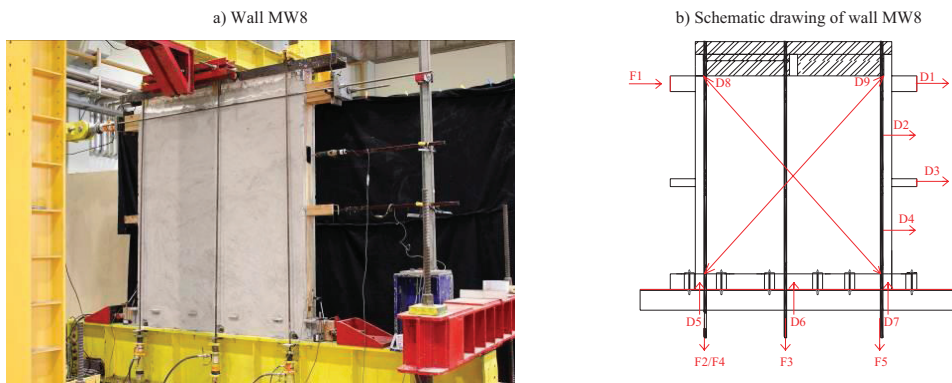 a) Wall MW8
b) Schematic drawing of wall MW8
F1
D8
D9
D1
D2
D3
D4
D5
D6
D7
F2/F4
F3
F5